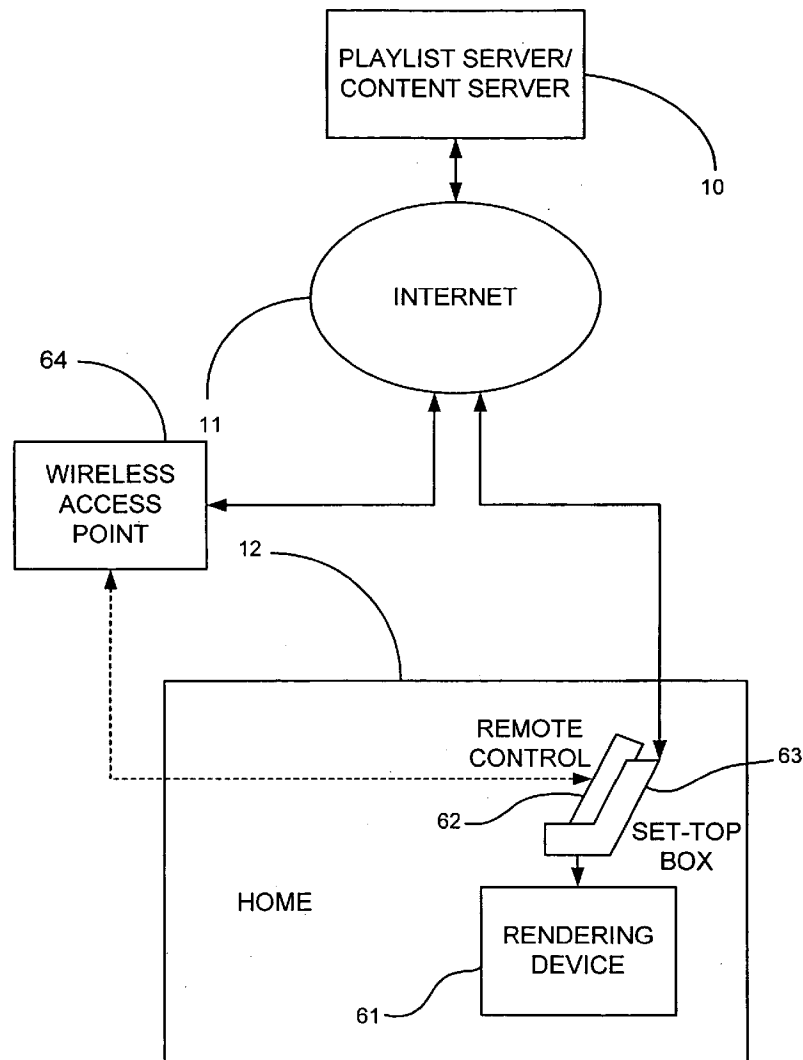 PLAYLIST SERVER/
CONTENT SERVER
10
INTERNET
64
11
WIRELESS
ACCESS
POINT
12
REMOTE
CONTROL
63
62
SET-TOP
BOX
HOME
RENDERING
DEVICE
61